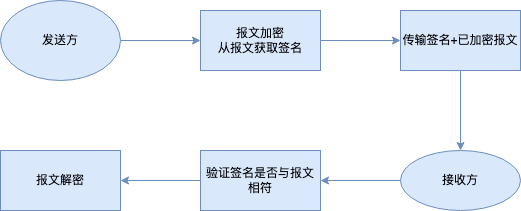 发送方
报文加密
从报文获取签名
传输签名+已加密报文
报文解密
验证签名是否与报文
相符
接收方